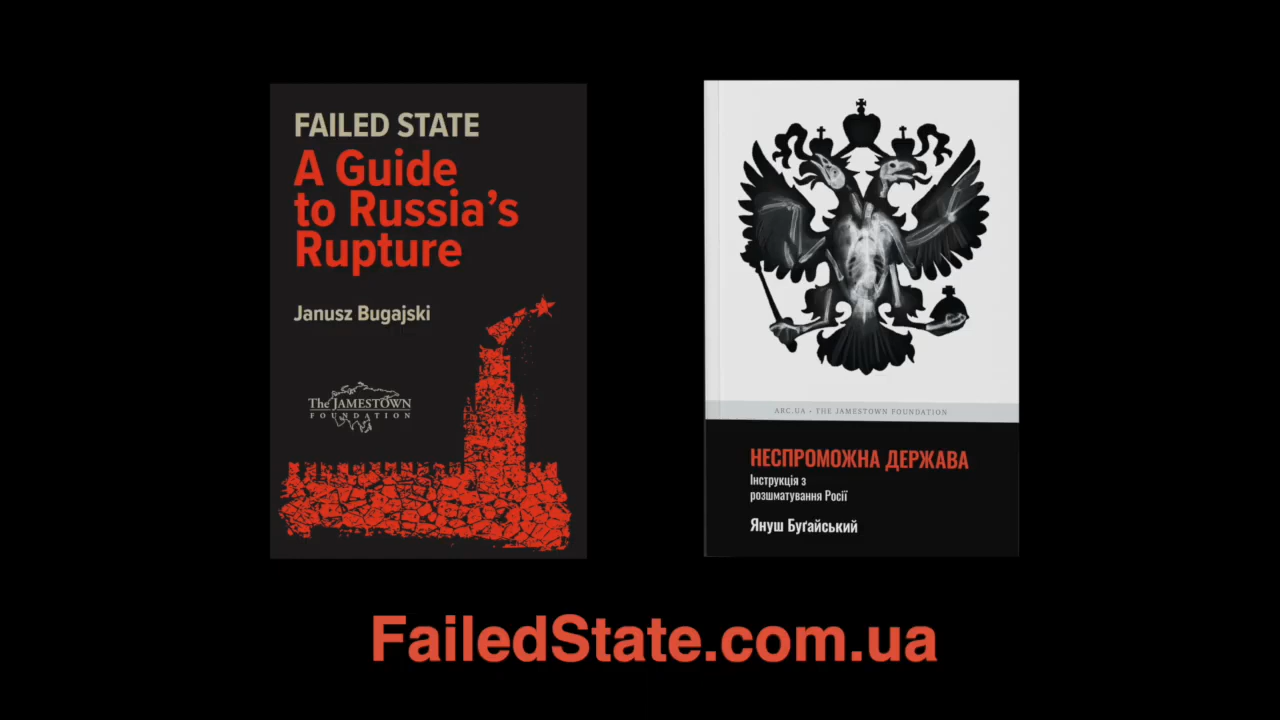 FAILED STATE
A Guide
to Russia's
Rupture
Janusz Bugajski
The JAMESTOWN
FOUNDATION
ARC.UA • THE JAMESTOWN FOUNDATION
НЕСПРОМОЖНА ДЕРЖАВА
Інструкція з
розшматування Росії
Януш Буґайський
FailedState.com.ua